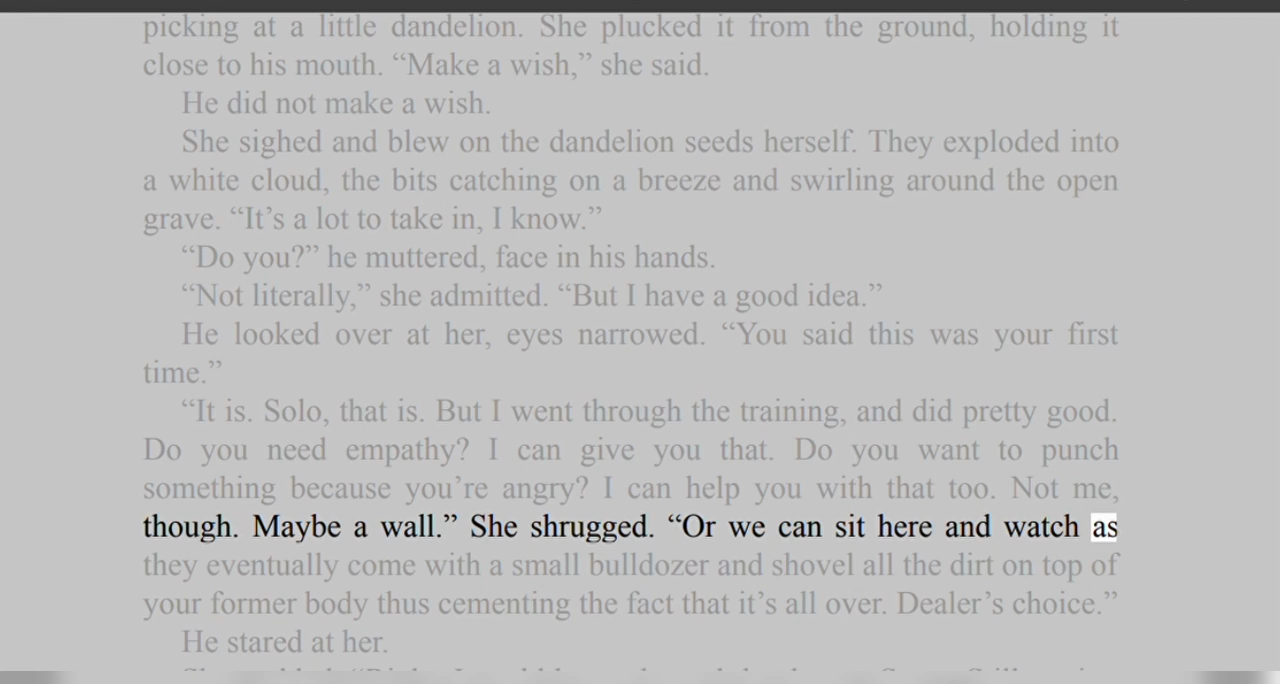 picking at a little dandelion. She plucked it from the ground, holding it
close to his mouth. “Make a wish,” she said.
He did not make a wish.
She sighed and blew on the dandelion seeds herself. They exploded into
a white cloud, the bits catching on a breeze and swirling around the open
grave. “It’s a lot to take in, I know.”
“Do you?” he muttered, face in his hands.
“Not literally,” she admitted. “But I have a good idea.”
He looked over at her, eyes narrowed. “You said this was your first
time.”
“It is. Solo, that is. But I went through the training, and did pretty good.
Do you need empathy? I can give you that. Do you want to punch
something because you’re angry? I can help you with that too. Not me,
though. Maybe a wall.” She shrugged. “Or we can sit here and watch as
they eventually come with a small bulldozer and shovel all the dirt on top of
your former body thus cementing the fact that it’s all over. Dealer’s choice.”
He stared at her.